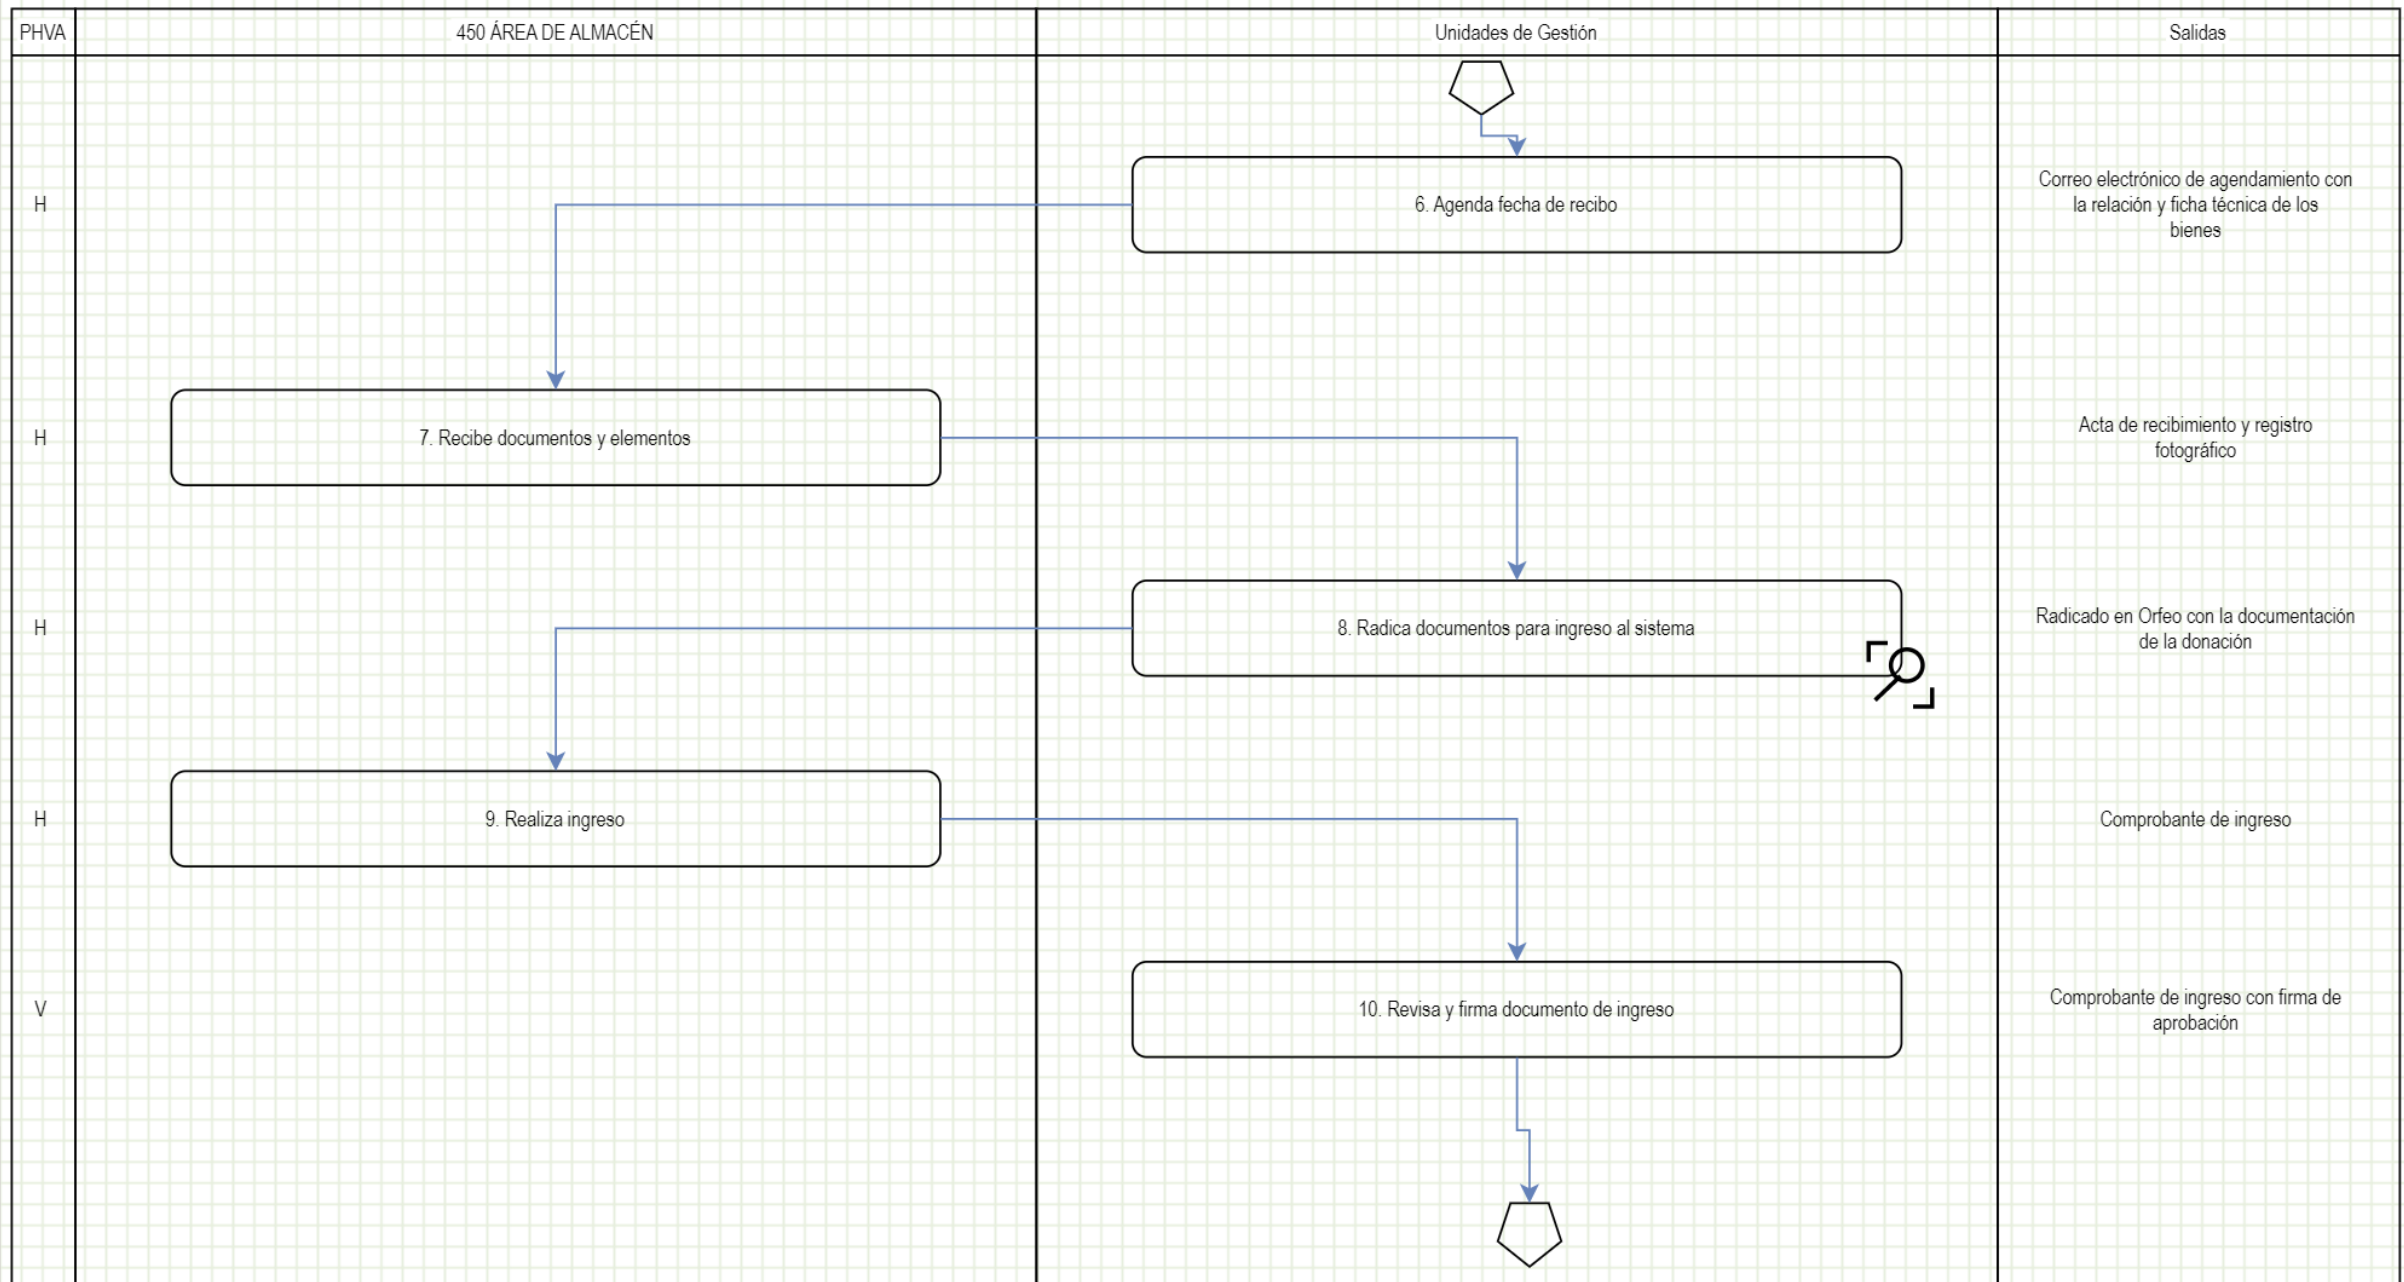 PHVA
450 ÁREA DE ALMACÉN
Unidades de Gestión
Salidas
H
6. Agenda fecha de recibo
Correo electrónico de agendamiento con
la relación y ficha técnica de los
bienes
H
7. Recibe documentos y elementos
Acta de recibimiento y registro
fotográfico
H
8. Radica documentos para ingreso al sistema
Radicado en Orfeo con la documentación
de la donación
H
9. Realiza ingreso
Comprobante de ingreso
V
10. Revisa y firma documento de ingreso
Comprobante de ingreso con firma de
aprobación